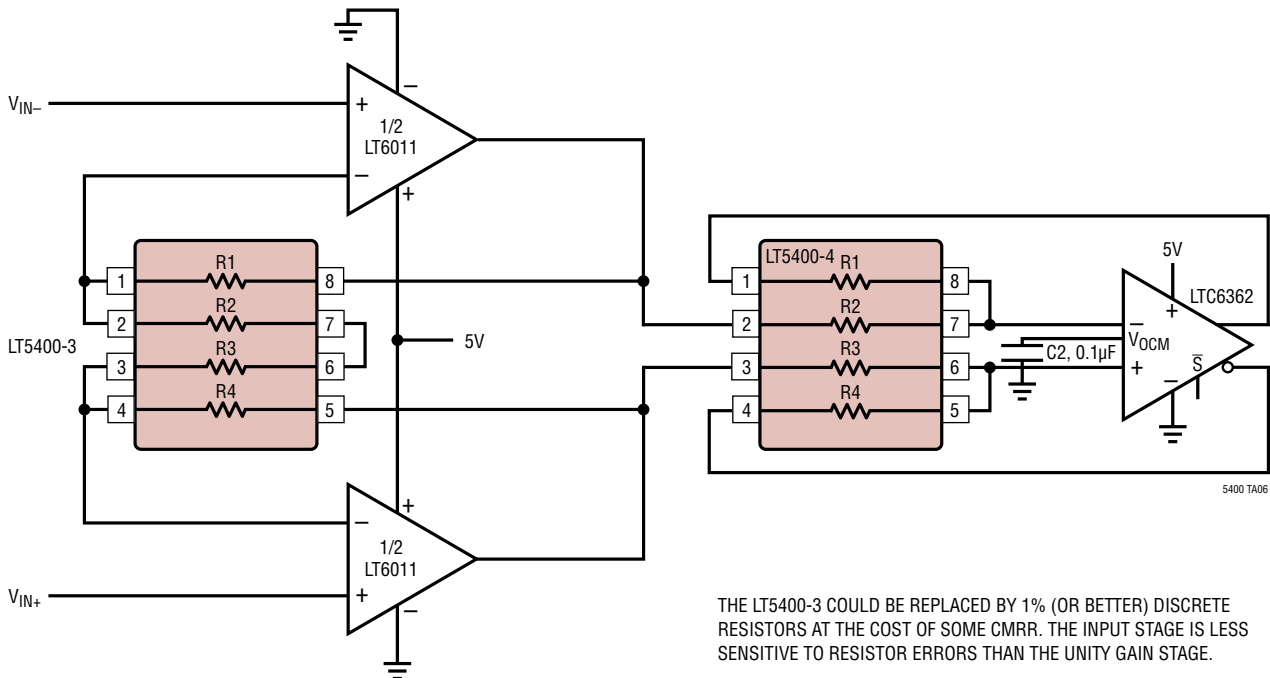 VIN–
+
–
1/2
LT6011
–
+
LT5400-3
R1
R2
R3
R4
1
2
3
4
8
7
6
5
5V
+
–
1/2
LT6011
–
+
VIN+
LT5400-4
R1
R2
R3
R4
1
2
3
4
8
7
6
5
C2, 0.1µF
5V
LTC6362
+
–
VOCM
+
–
S̅
5400 TA06
THE LT5400-3 COULD BE REPLACED BY 1% (OR BETTER) DISCRETE
RESISTORS AT THE COST OF SOME CMRR. THE INPUT STAGE IS LESS
SENSITIVE TO RESISTOR ERRORS THAN THE UNITY GAIN STAGE.